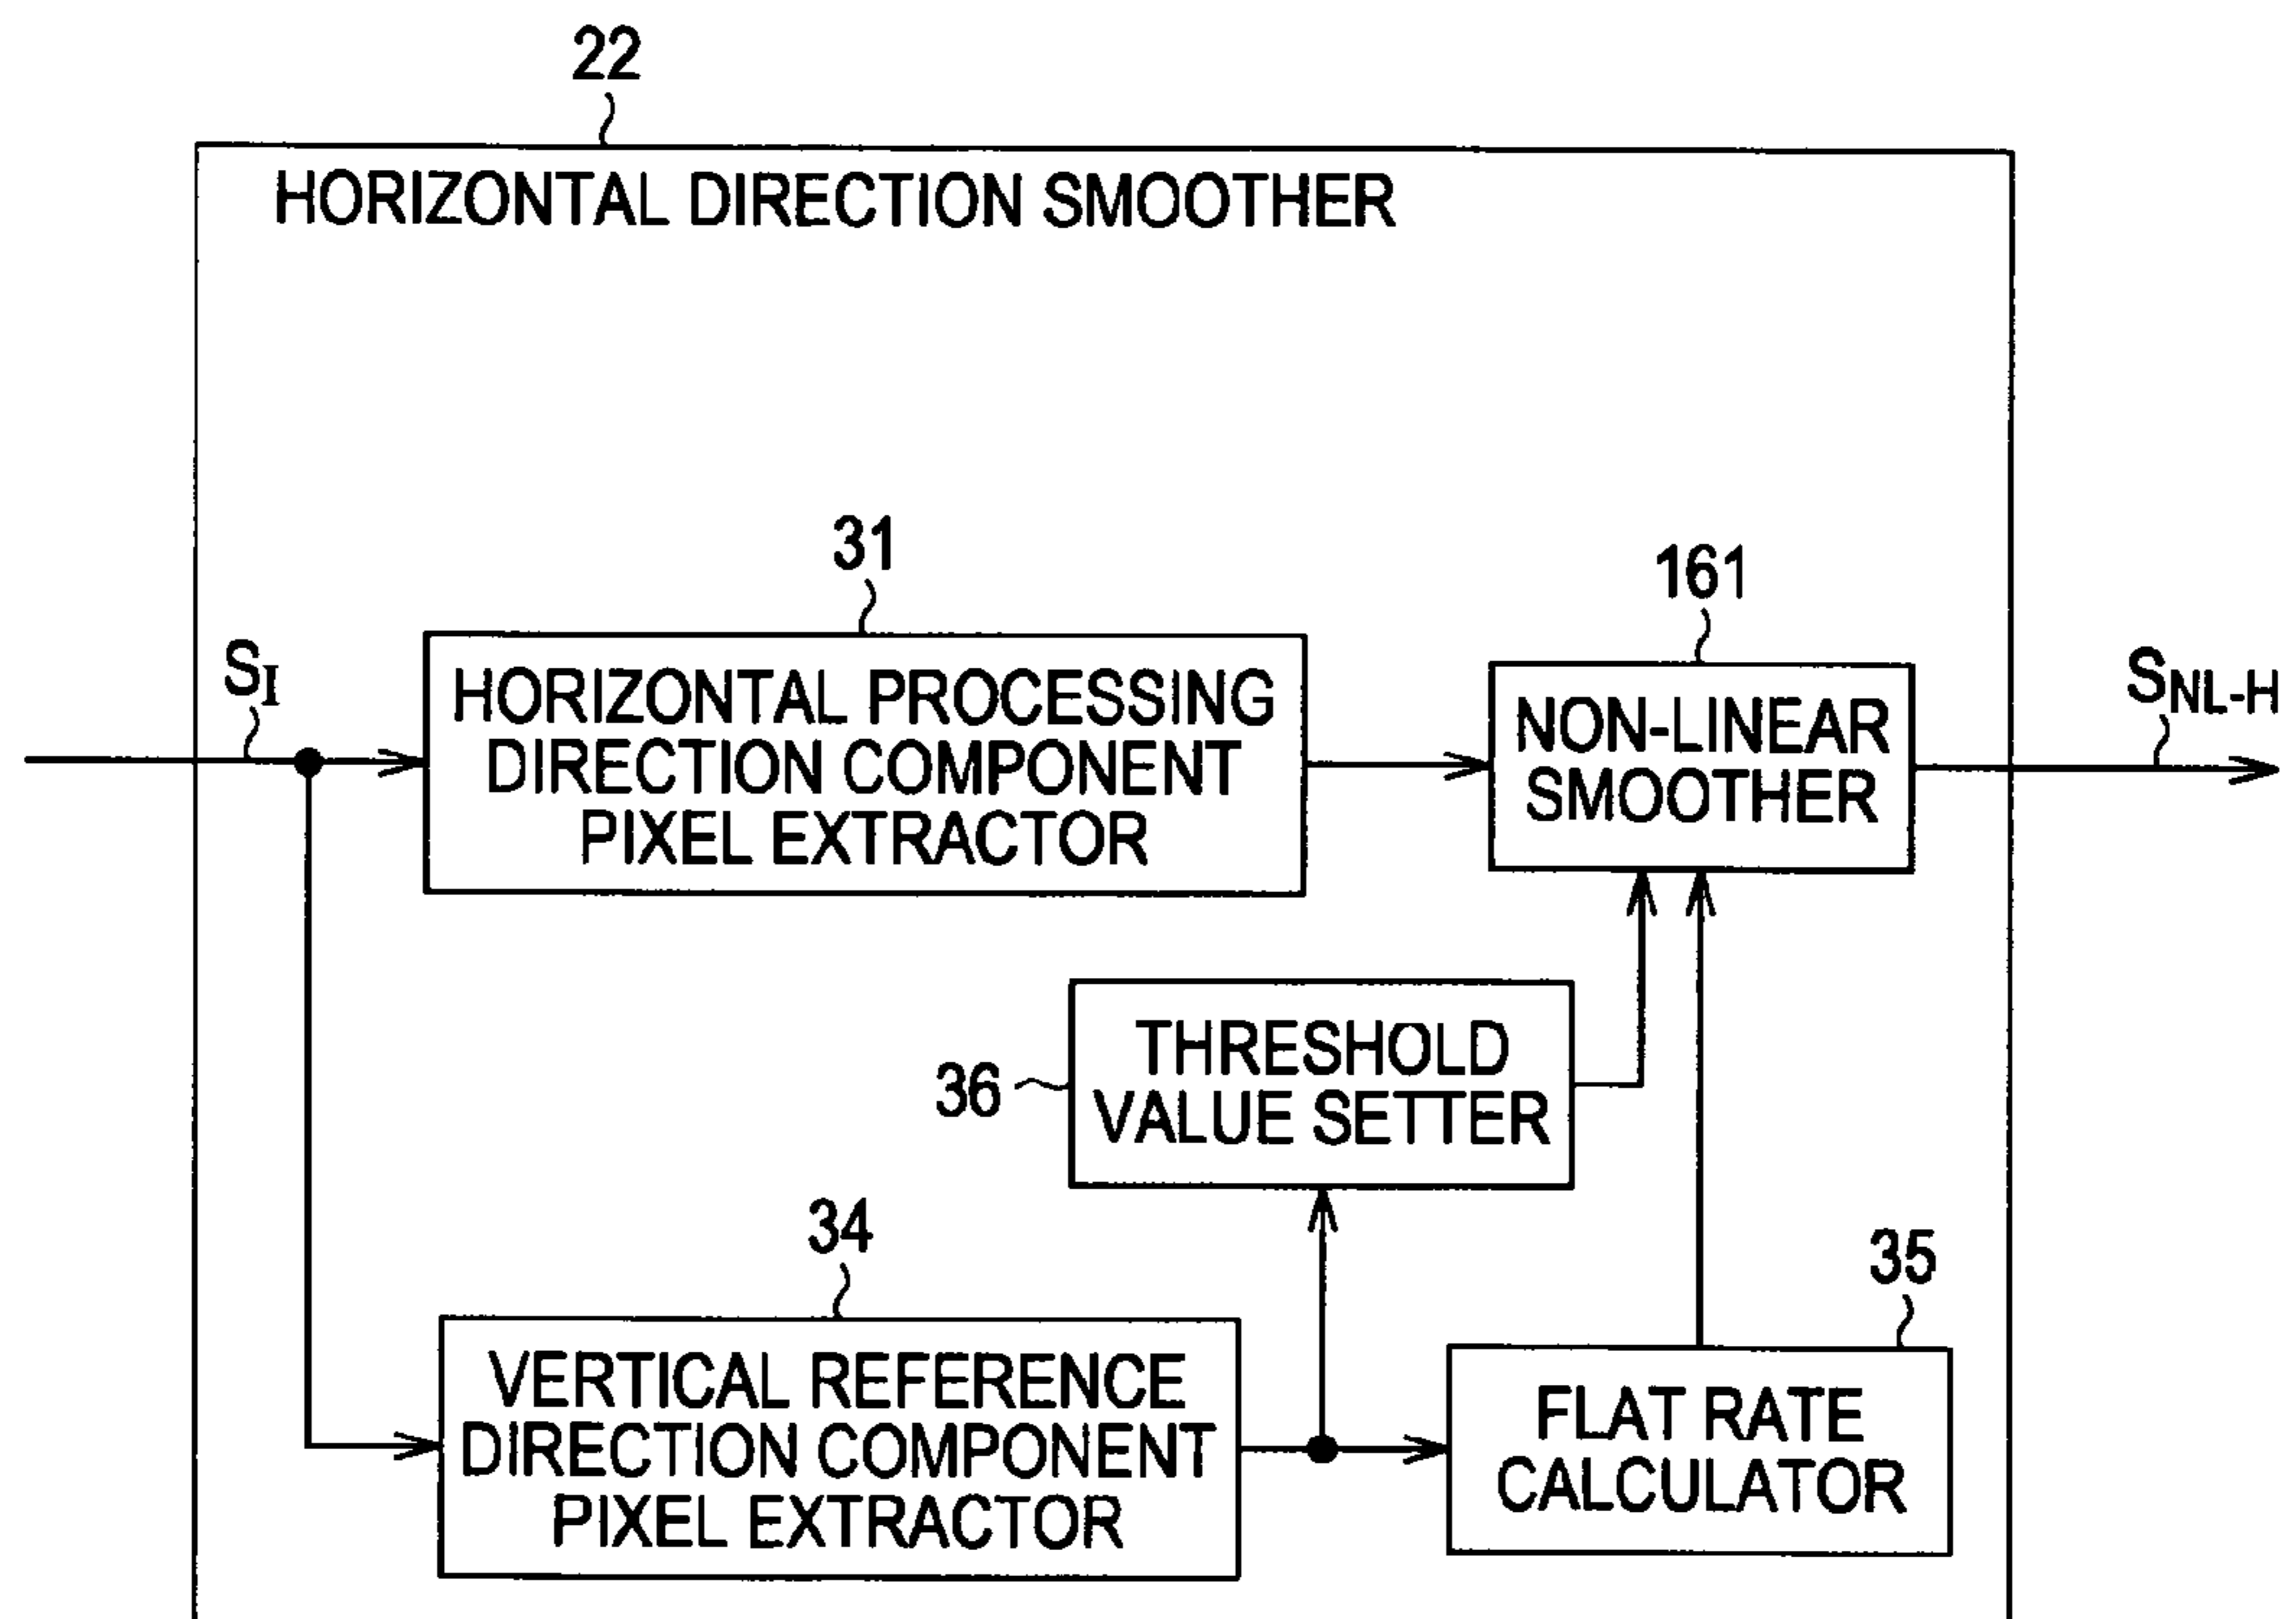 22
HORIZONTAL DIRECTION SMOOTHER
31
161
SI
HORIZONTAL PROCESSING
DIRECTION COMPONENT
PIXEL EXTRACTOR
NON-LINEAR
SMOOTHER
SNL-H
36
THRESHOLD
VALUE SETTER
34
35
VERTICAL REFERENCE
DIRECTION COMPONENT
PIXEL EXTRACTOR
FLAT RATE
CALCULATOR